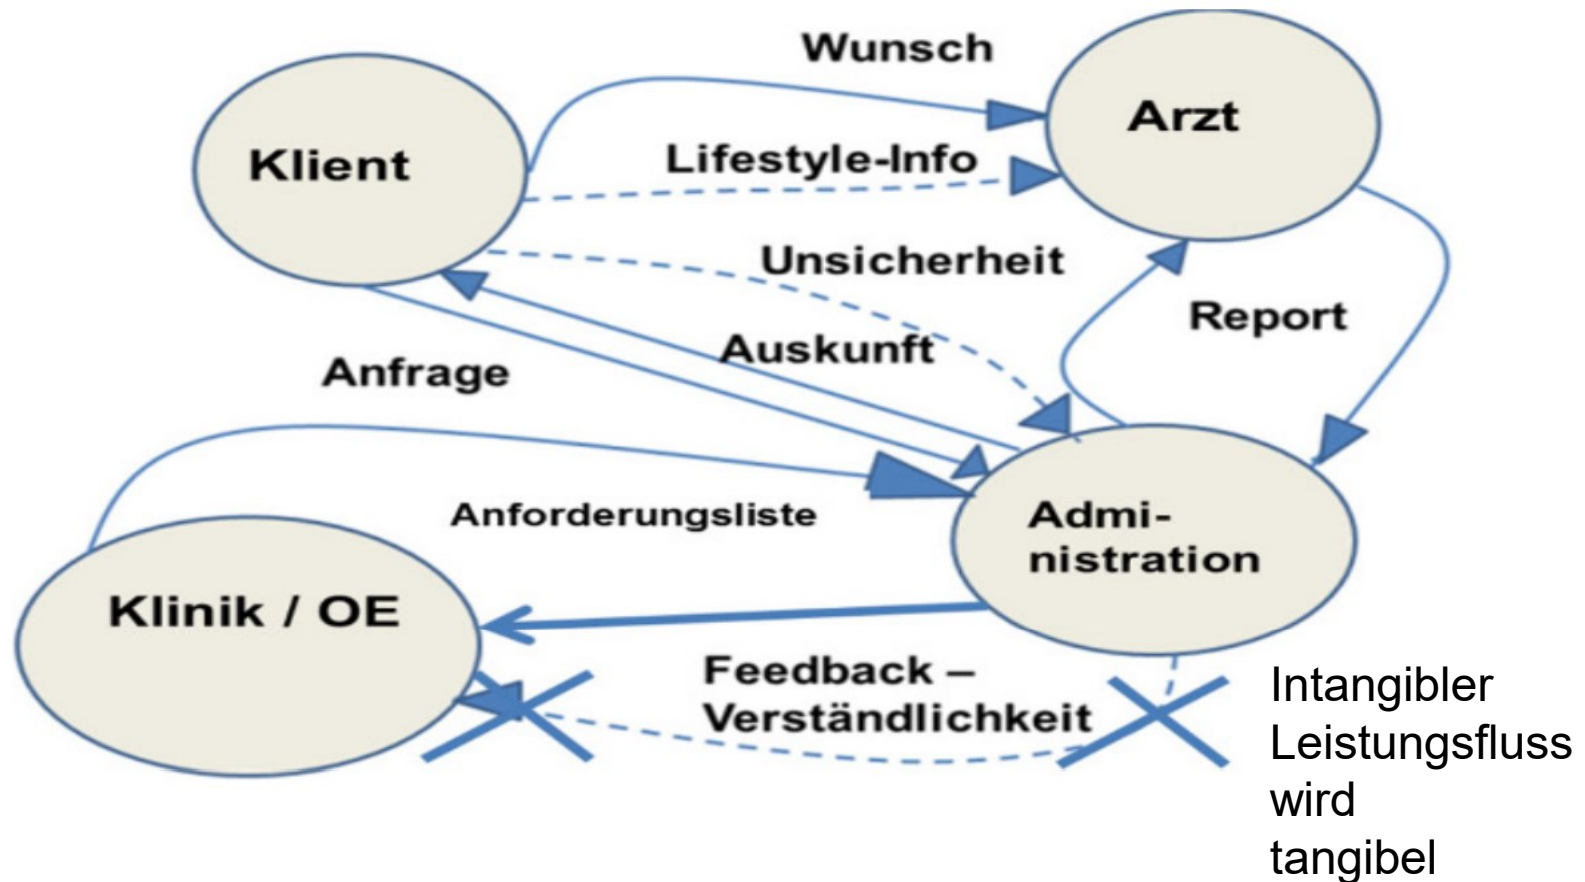 Wunsch
Arzt
Klient
Lifestyle-Info
Unsicherheit
Report
Auskunft
Anfrage
Anforderungsliste
Admi-
nistration
Klinik / OE
Feedback –
Verständlichkeit
Intangibler
Leistungsfluss
wird
tangibel